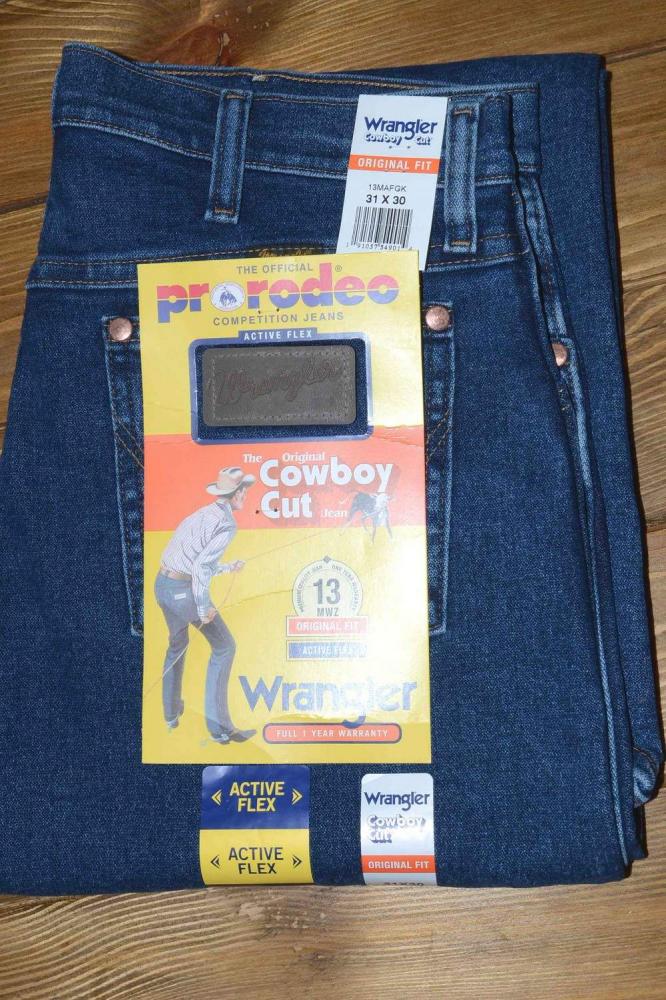 Wrangler
Cowboy Cut
ORIGINAL FIT
13MAFGK
31 X 30
THE OFFICIAL ®
prorodeo
COMPETITION JEANS
ACTIVE FLEX
Wrangler
The Original
Cowboy
Cut Jean
13
MWZ
ORIGINAL FIT
ACTIVE FLEX
Wrangler
FULL 1 YEAR WARRANTY
ACTIVE
FLEX
ACTIVE
FLEX
Wrangler
Cowboy
Cut
ORIGINAL FIT
31X30